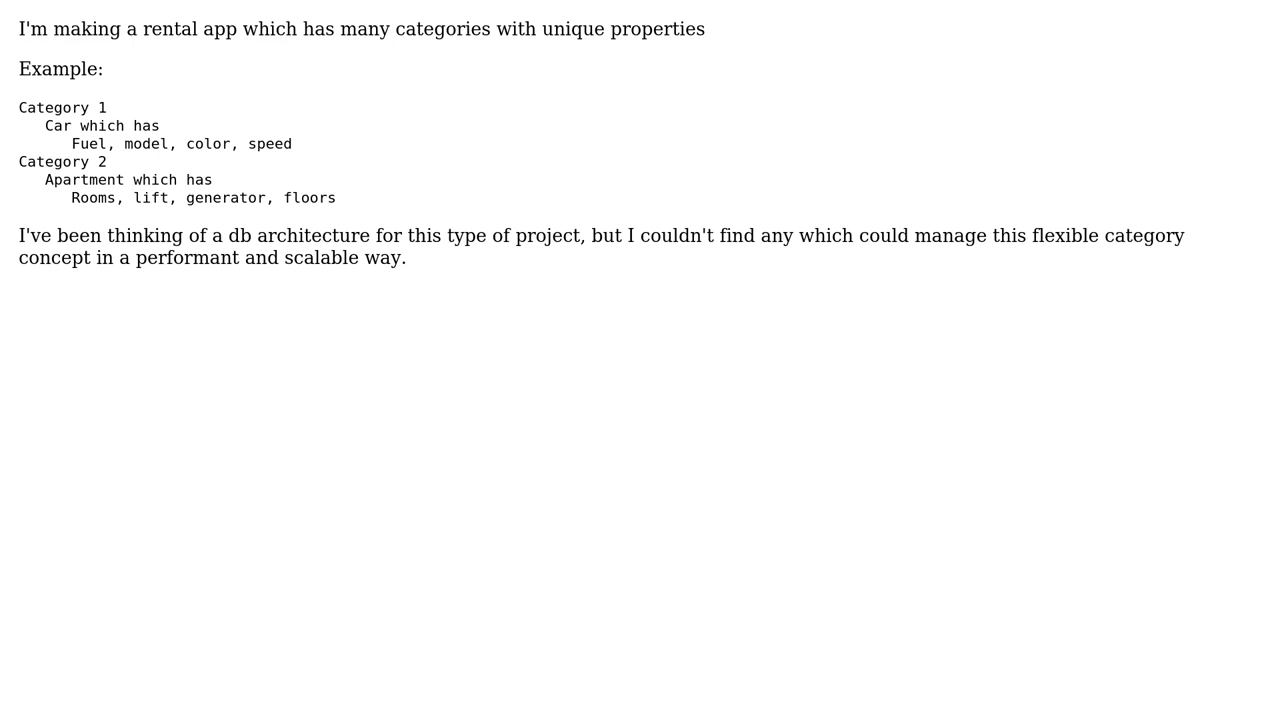 I'm making a rental app which has many categories with unique properties
Example:
Category 1
   Car which has
      Fuel, model, color, speed
Category 2
   Apartment which has
      Rooms, lift, generator, floors
I've been thinking of a db architecture for this type of project, but I couldn't find any which could manage this flexible category
concept in a performant and scalable way.